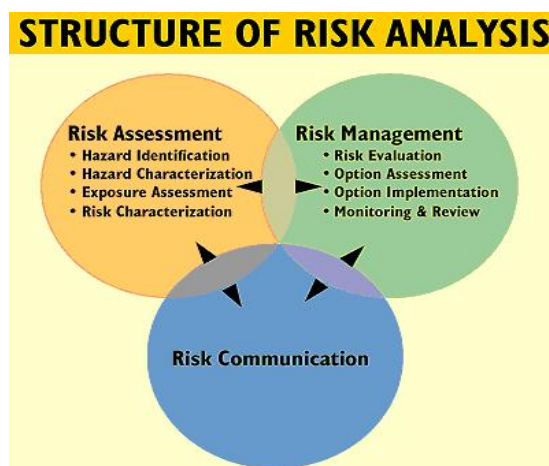 STRUCTURE OF RISK ANALYSIS
Risk Assessment
• Hazard Identification
• Hazard Characterization
• Exposure Assessment
• Risk Characterization
Risk Management
• Risk Evaluation
• Option Assessment
• Option Implementation
• Monitoring & Review
Risk Communication